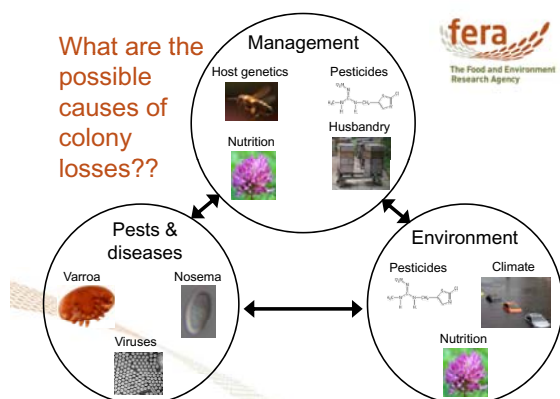 What are the
possible
causes of
colony
losses??
fera
The Food and Environment
Research Agency
Management
Host genetics
Pesticides
Nutrition
Husbandry
Pests &
diseases
Varroa
Nosema
Viruses
Environment
Pesticides
Climate
Nutrition